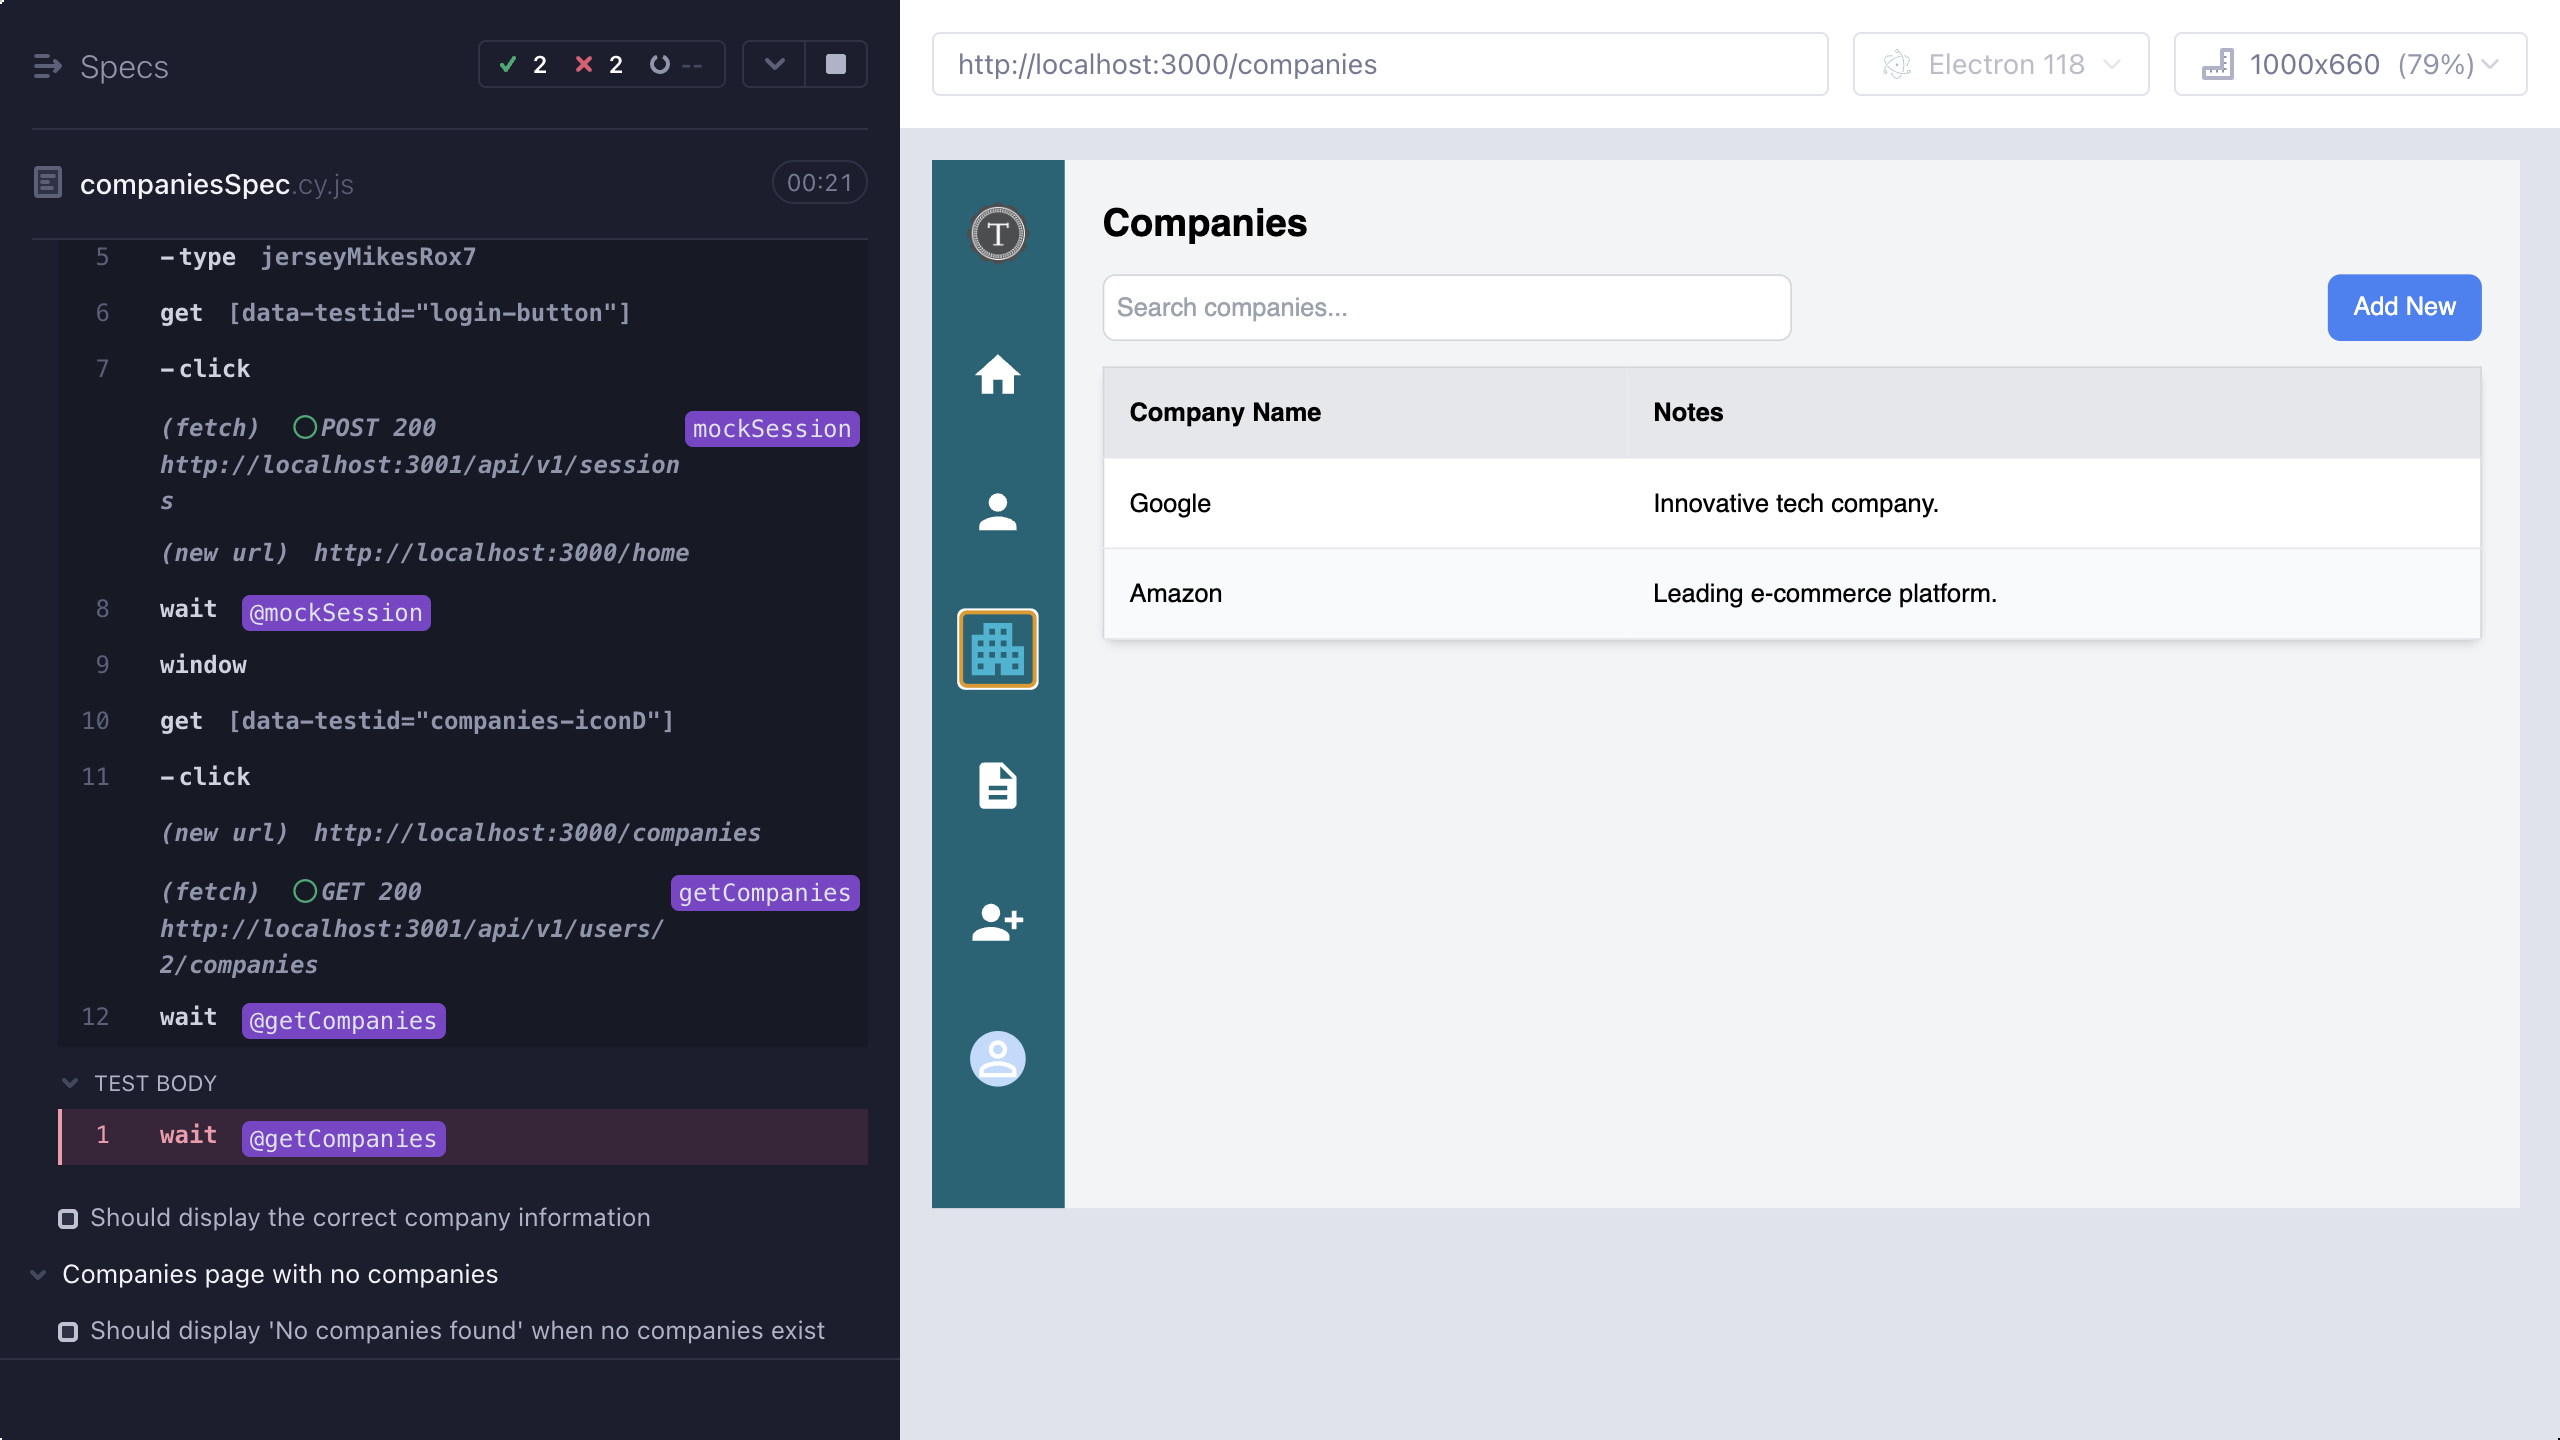 Specs
2 2 --
companiesSpec.cy.js
00:21
5 -type jerseyMikesRox7
6 get [data-testid="login-button"]
7 -click
(fetch) POST 200 mockSession
http://localhost:3001/api/v1/session
s
(new url) http://localhost:3000/home
8 wait @mockSession
9 window
10 get [data-testid="companies-iconD"]
11 -click
(new url) http://localhost:3000/companies
(fetch) GET 200 getCompanies
http://localhost:3001/api/v1/users/
2/companies
12 wait @getCompanies
TEST BODY
1 wait @getCompanies
Should display the correct company information
Companies page with no companies
Should display 'No companies found' when no companies exist
http://localhost:3000/companies
Electron 118
1000x660 (79%)
T
Companies
Search companies...
Add New
Company Name Notes
Google Innovative tech company.
Amazon Leading e-commerce platform.